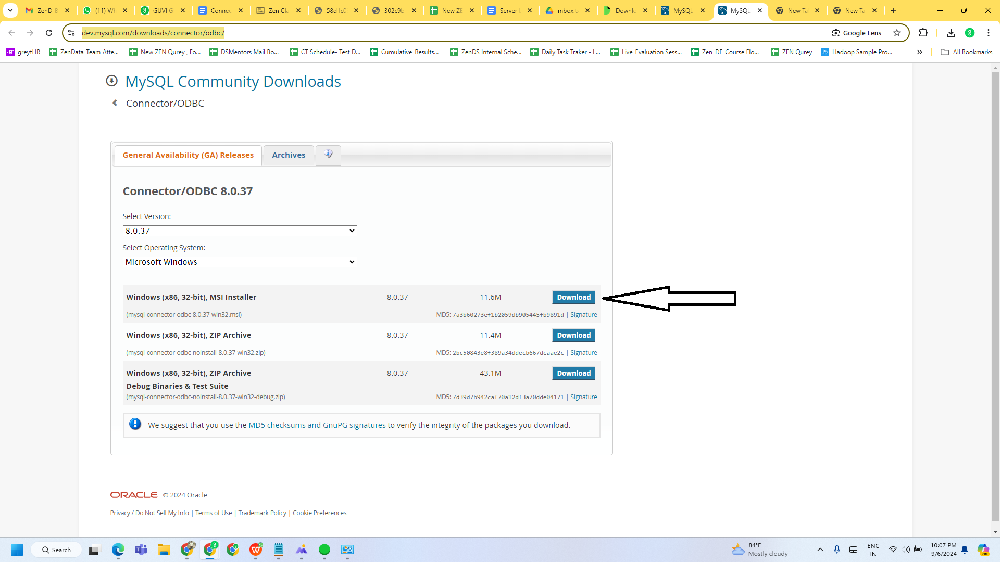 ZenD_E
(11) Wh
GUVI G
Connec
Zen Cla
58d1c0
302c9b
New ZE
Server L
mbox.tx
Downlo
MySQL
MySQL
New Ta
New Ta
dev.mysql.com/downloads/connector/odbc/
Google Lens
greytHR
ZenData_Team Atte...
New ZEN Qurey , Fo...
DSMentors Mail Bo...
CT Schedule- Test D...
Cumulative_Results...
ZenDS Internal Sche...
Daily Task Traker - L...
Live_Evaluation Sess...
Zen_DE_Course Flo...
ZEN Qurey
Hadoop Sample Pro...
All Bookmarks
MySQL Community Downloads
Connector/ODBC
General Availability (GA) Releases
Archives
Connector/ODBC 8.0.37
Select Version:
8.0.37
Select Operating System:
Microsoft Windows
Windows (x86, 32-bit), MSI Installer 8.0.37 11.6M Download
(mysql-connector-odbc-8.0.37-win32.msi) MD5: 7a3b60273ef1b2059db905445fb9891d | Signature
Windows (x86, 32-bit), ZIP Archive 8.0.37 11.4M Download
(mysql-connector-odbc-noinstall-8.0.37-win32.zip) MD5: 2bc50843e8f389a34ddecb667dcaae2c | Signature
Windows (x86, 32-bit), ZIP Archive 8.0.37 43.1M Download
Debug Binaries & Test Suite
(mysql-connector-odbc-noinstall-8.0.37-win32-debug.zip) MD5: 7d39d7b942caf70a12df3a70dde04171 | Signature
We suggest that you use the MD5 checksums and GnuPG signatures to verify the integrity of the packages you download.
ORACLE © 2024 Oracle
Privacy / Do Not Sell My Info | Terms of Use | Trademark Policy | Cookie Preferences
Search
84°F
Mostly cloudy
ENG
IN
10:07 PM
9/6/2024
PRE